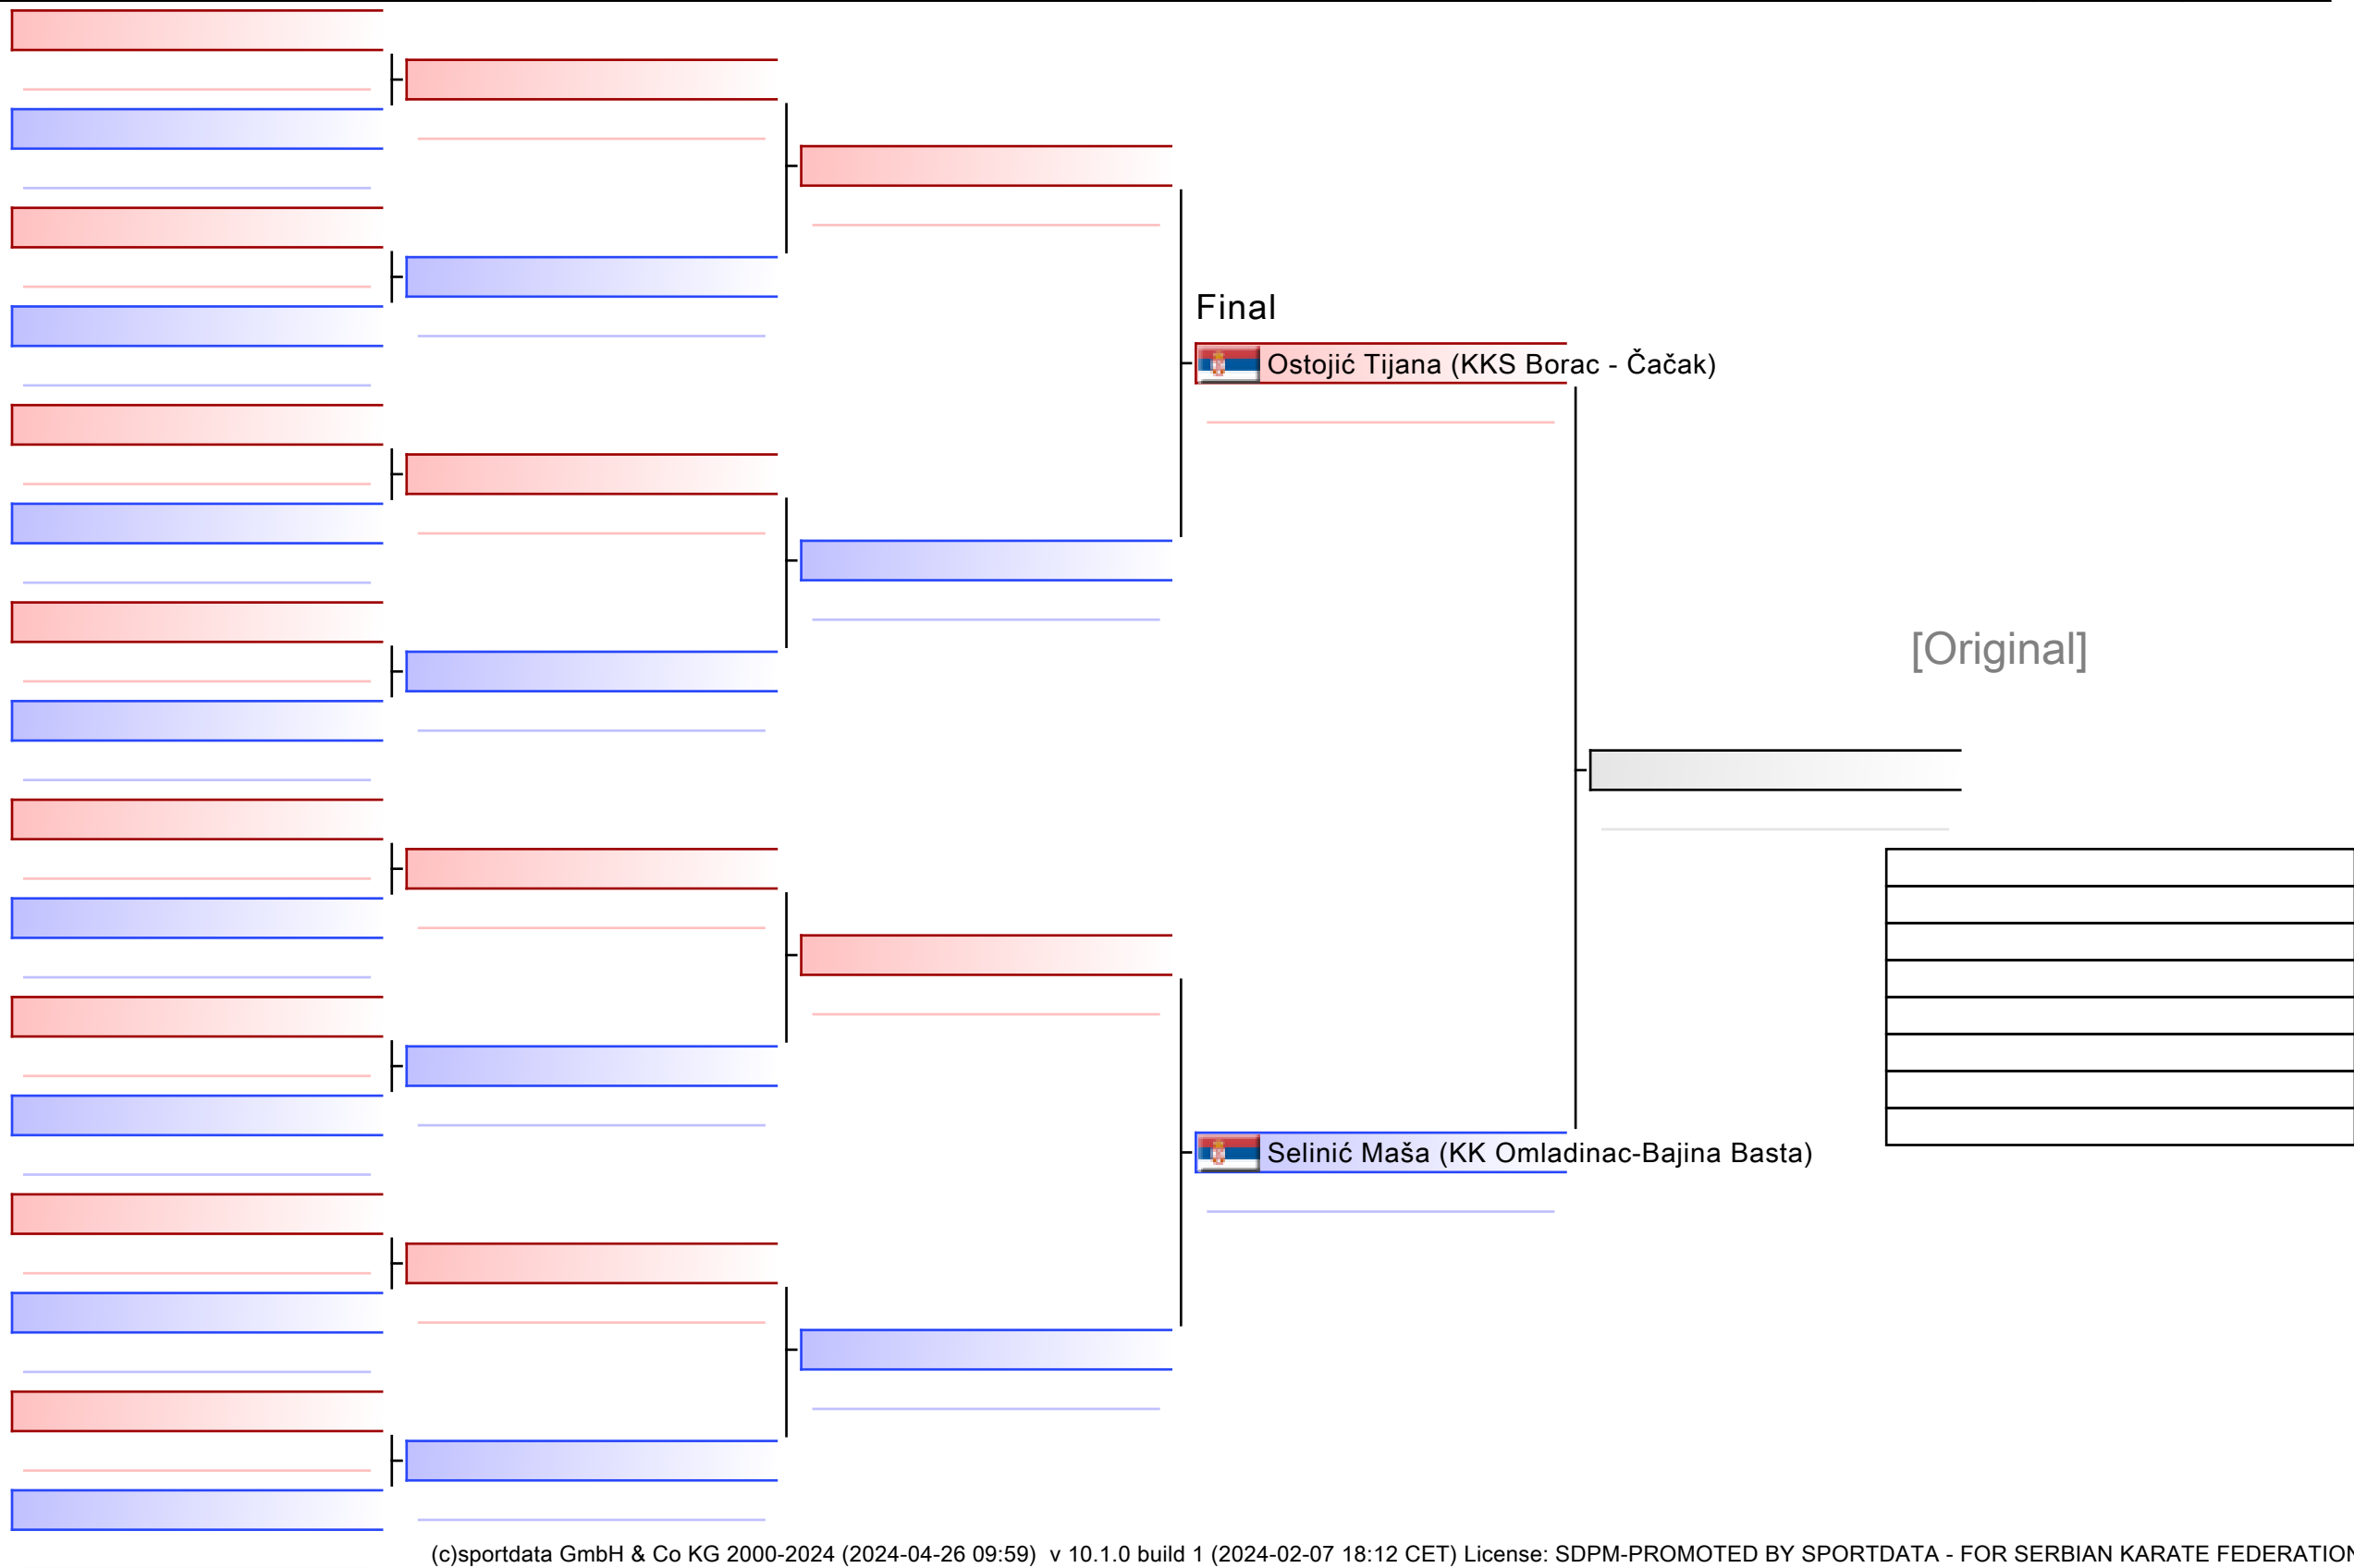 Final
Ostojić Tijana (KKS Borac - Čačak)
[Original]
Selinić Maša (KK Omladinac-Bajina Basta)
(c)sportdata GmbH & Co KG 2000-2024 (2024-04-26 09:59) v 10.1.0 build 1 (2024-02-07 18:12 CET) License: SDPM-PROMOTED BY SPORTDATA - FOR SERBIAN KARATE FEDERATION